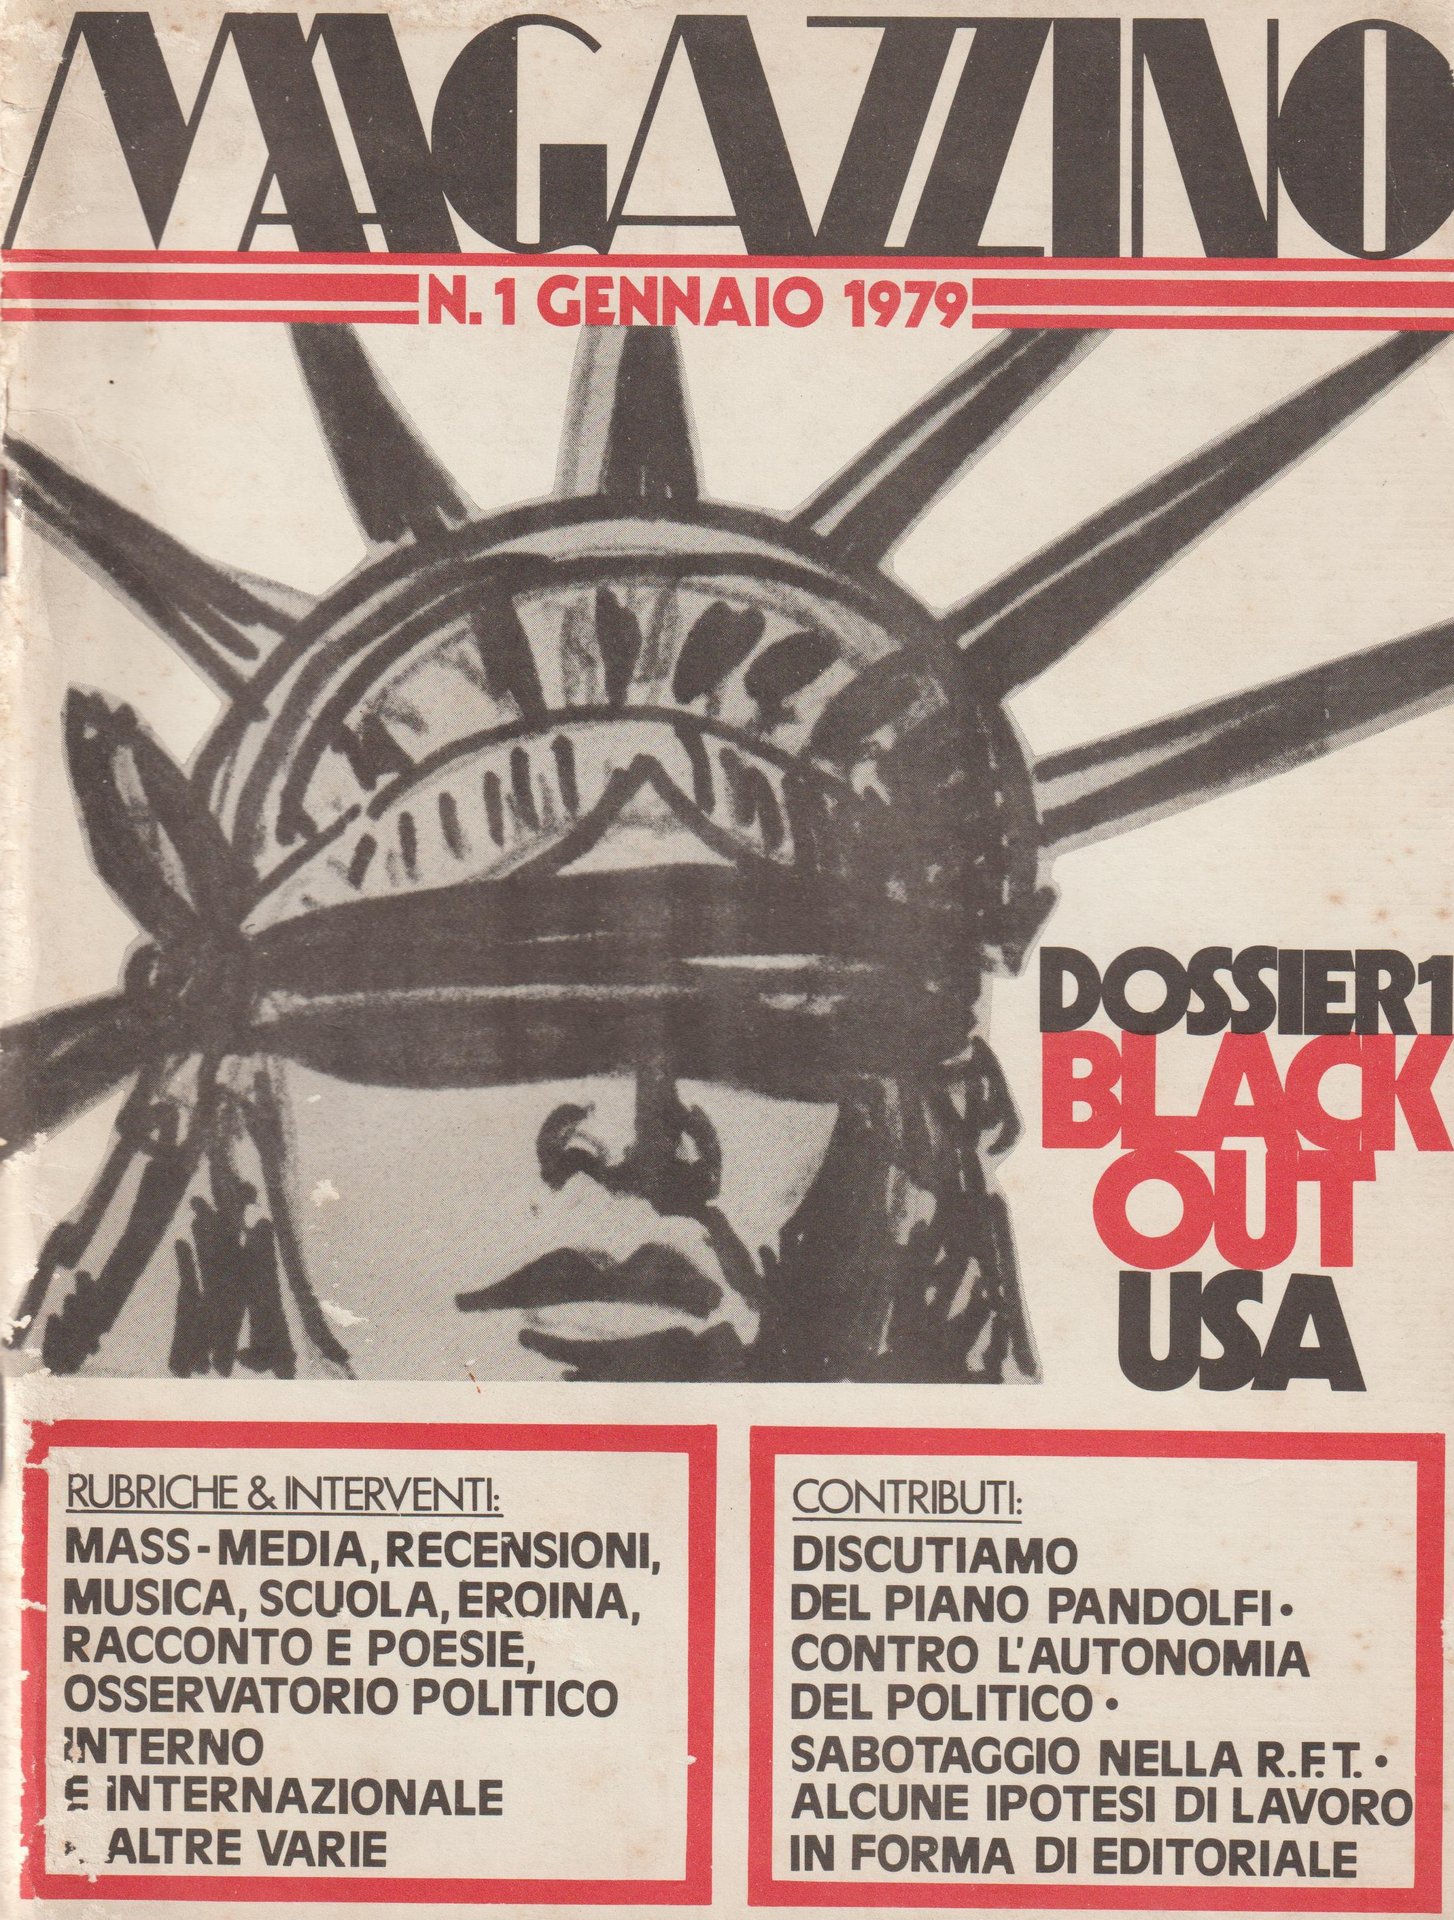 MAGAZZINO
N.1 GENNAIO 1979
DOSSIER1
BLACK
OUT
USA
RUBRICHE & INTERVENTI:
MASS-MEDIA, RECENSIONI,
MUSICA, SCUOLA, EROINA,
RACCONTO E POESIE,
OSSERVATORIO POLITICO
INTERNO
E INTERNAZIONALE
ALTRE VARIE
CONTRIBUTI:
DISCUTIAMO
DEL PIANO PANDOLFI •
CONTRO L'AUTONOMIA
DEL POLITICO •
SABOTAGGIO NELLA R.F.T. •
ALCUNE IPOTESI DI LAVORO
IN FORMA DI EDITORIALE